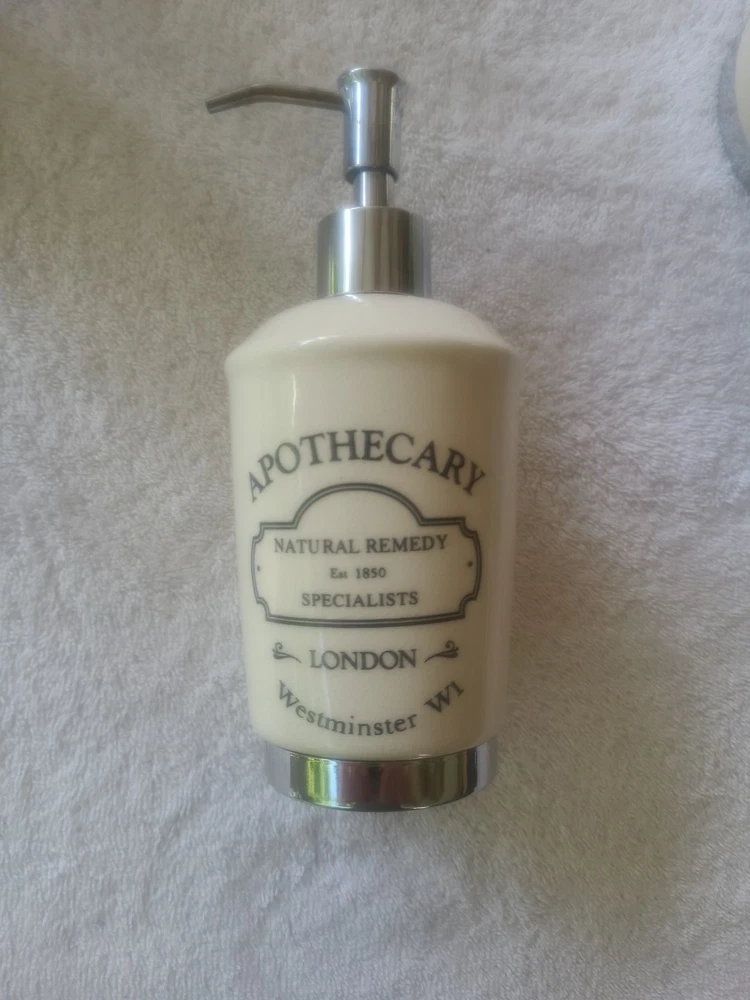 APOTHECARY
NATURAL REMEDY
Est 1850
SPECIALISTS
LONDON
Westminster W1